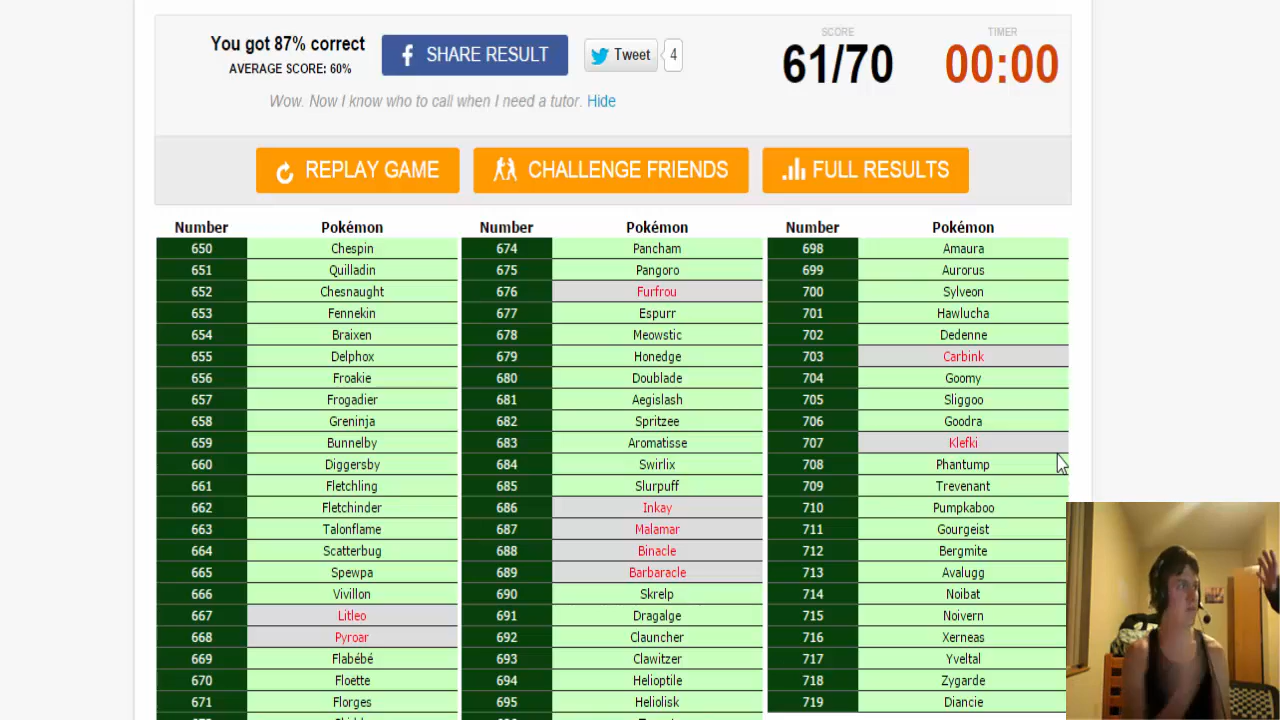 You got 87% correct
AVERAGE SCORE: 60%
SHARE RESULT
Tweet
4
SCORE
61/70
TIMER
00:00
Wow. Now I know who to call when I need a tutor. Hide
REPLAY GAME
CHALLENGE FRIENDS
FULL RESULTS
Number Pokémon Number Pokémon Number Pokémon
650 Chespin 674 Pancham 698 Amaura
651 Quilladin 675 Pangoro 699 Aurorus
652 Chesnaught 676 Furfrou 700 Sylveon
653 Fennekin 677 Espurr 701 Hawlucha
654 Braixen 678 Meowstic 702 Dedenne
655 Delphox 679 Honedge 703 Carbink
656 Froakie 680 Doublade 704 Goomy
657 Frogadier 681 Aegislash 705 Sliggoo
658 Greninja 682 Spritzee 706 Goodra
659 Bunnelby 683 Aromatisse 707 Klefki
660 Diggersby 684 Swirlix 708 Phantump
661 Fletchling 685 Slurpuff 709 Trevenant
662 Fletchinder 686 Inkay 710 Pumpkaboo
663 Talonflame 687 Malamar 711 Gourgeist
664 Scatterbug 688 Binacle 712 Bergmite
665 Spewpa 689 Barbaracle 713 Avalugg
666 Vivillon 690 Skrelp 714 Noibat
667 Litleo 691 Dragalge 715 Noivern
668 Pyroar 692 Clauncher 716 Xerneas
669 Flabébé 693 Clawitzer 717 Yveltal
670 Floette 694 Helioptile 718 Zygarde
671 Florges 695 Heliolisk 719 Diancie